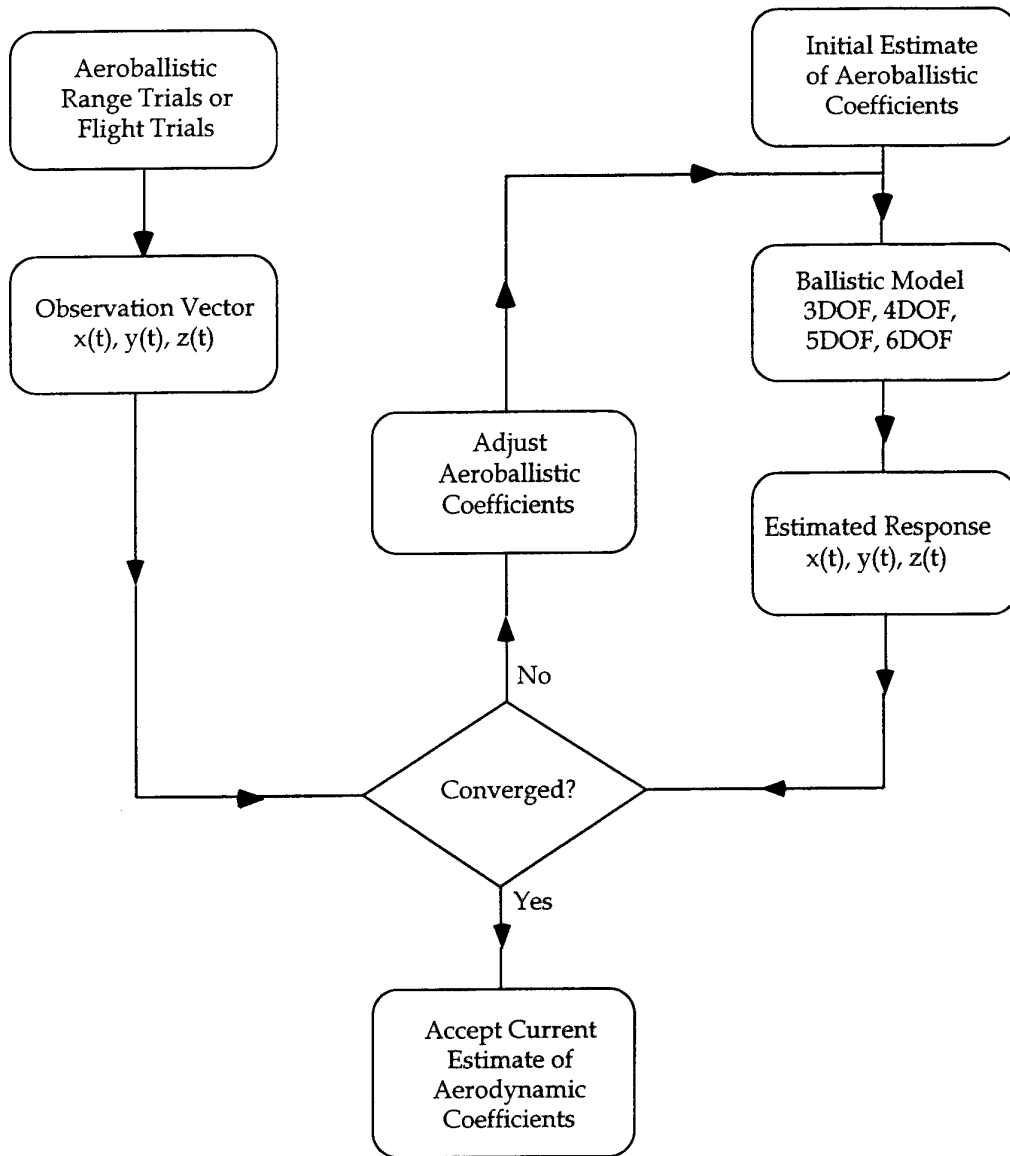 Aeroballistic
Range Trials or
Flight Trials
Initial Estimate
of Aeroballistic
Coefficients
Observation Vector
x(t), y(t), z(t)
Ballistic Model
3DOF, 4DOF,
5DOF, 6DOF
Adjust
Aeroballistic
Coefficients
Estimated Response
x(t), y(t), z(t)
No
Converged?
Yes
Accept Current
Estimate of
Aerodynamic
Coefficients